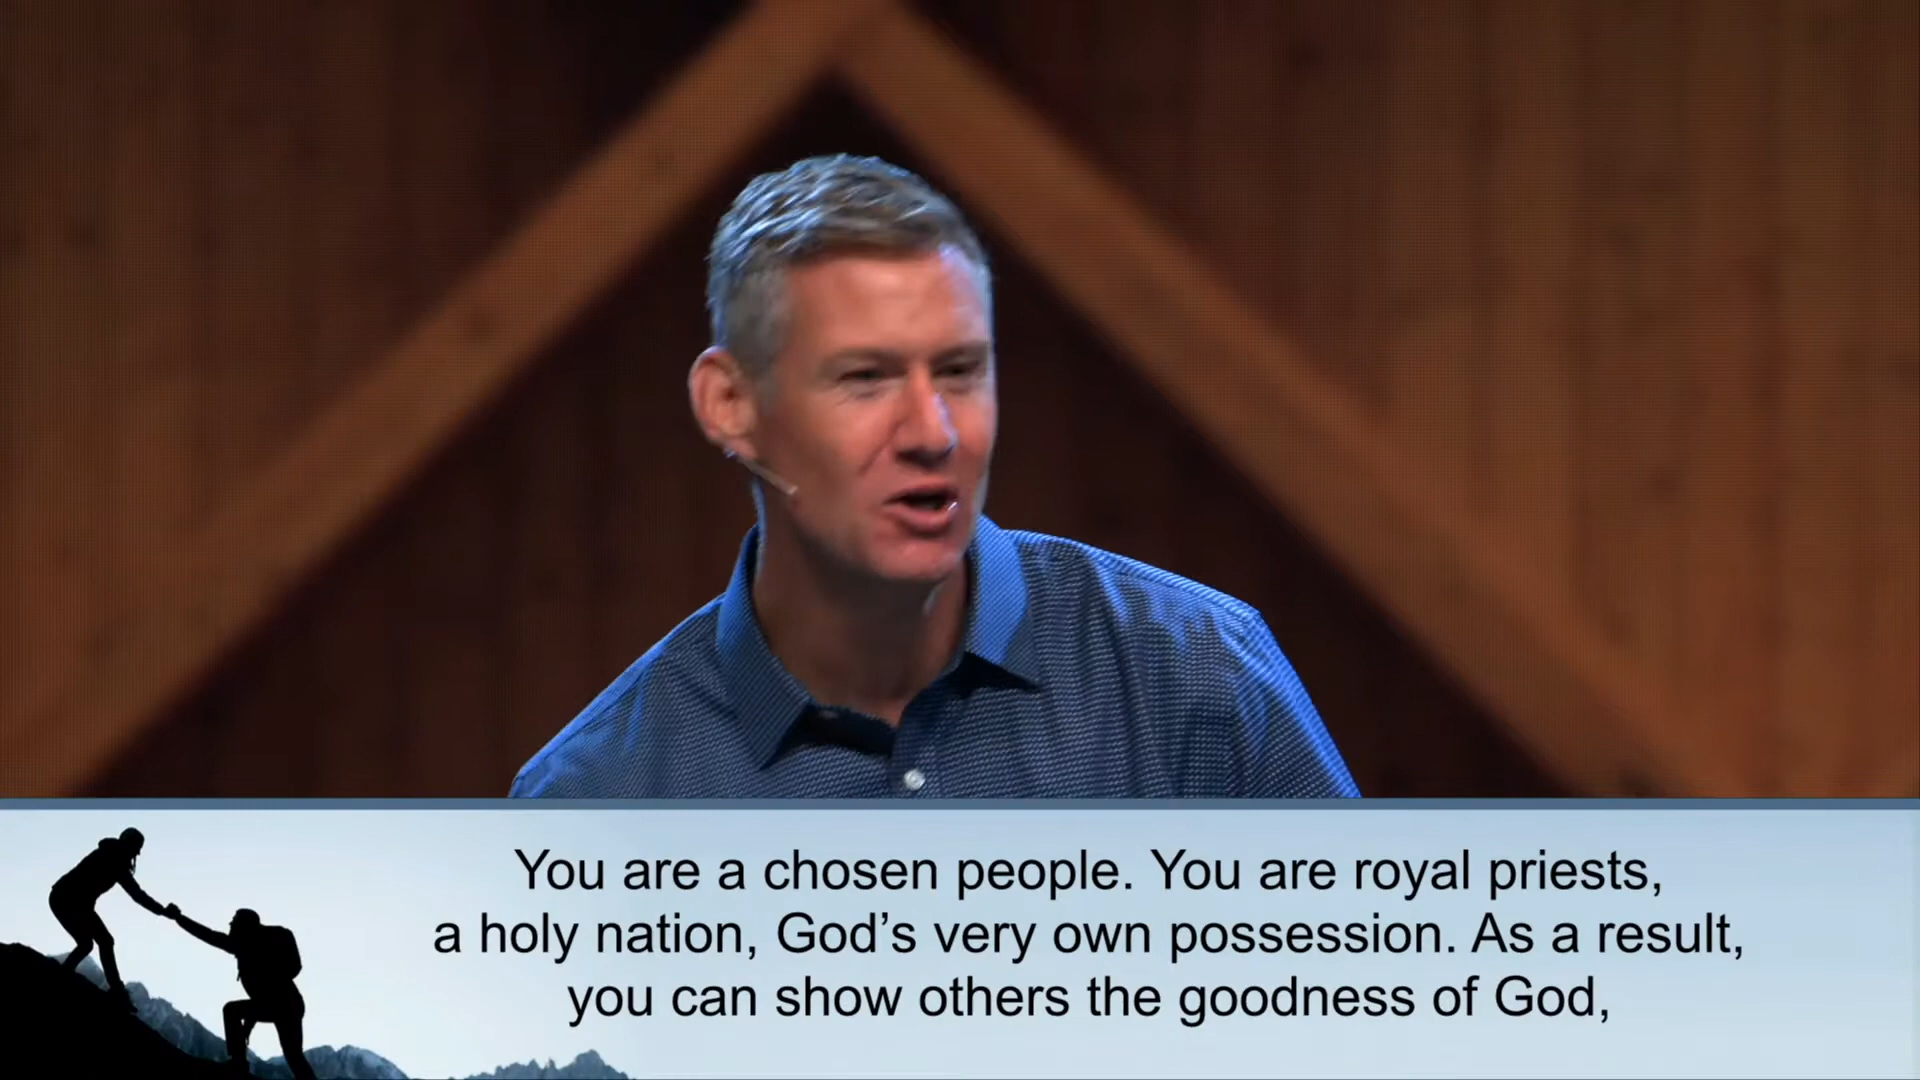 You are a chosen people. You are royal priests,
a holy nation, God’s very own possession. As a result,
you can show others the goodness of God,